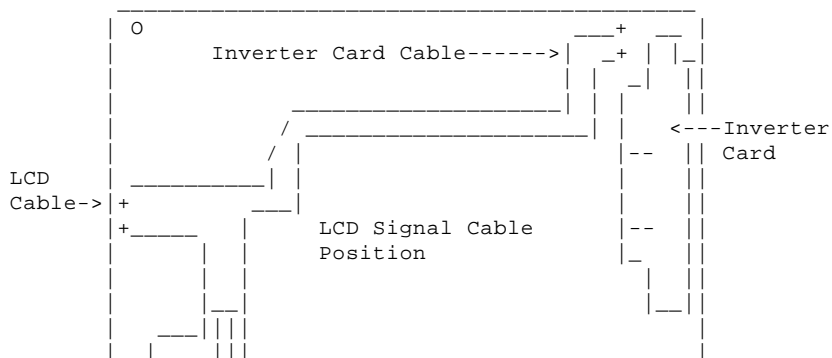 O
Inverter Card Cable------>
<---Inverter
Card
LCD
Cable->
LCD Signal Cable
Position